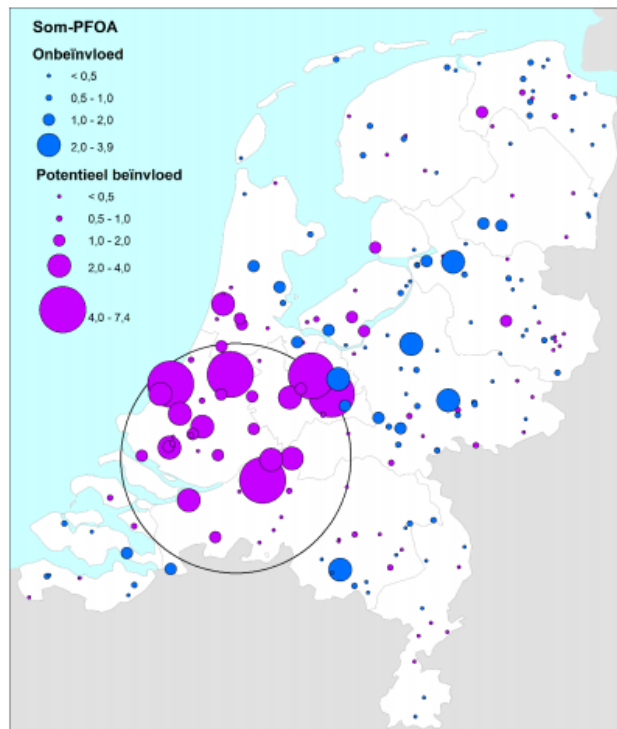 Som-PFOA
Onbeïnvloed
< 0,5
0,5 - 1,0
1,0 - 2,0
2,0 - 3,9
Potentieel beïnvloed
< 0,5
0,5 - 1,0
1,0 - 2,0
2,0 - 4,0
4,0 - 7,4